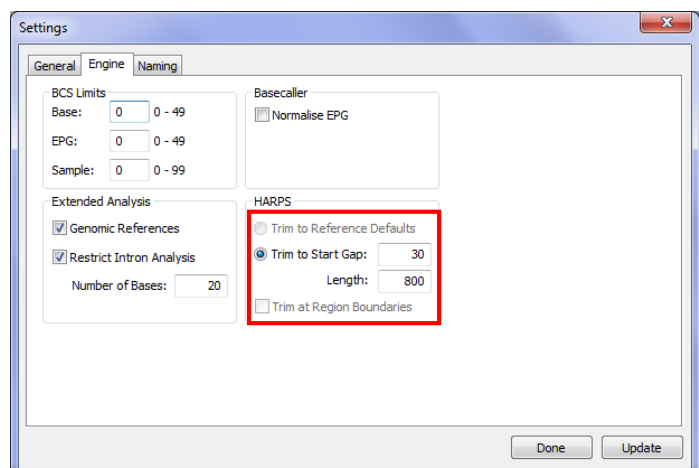 Settings
General Engine Naming
BCS Limits
Base: 0 0 - 49
EPG: 0 0 - 49
Sample: 0 0 - 99
Basecaller
Normalise EPG
Extended Analysis
Genomic References
Restrict Intron Analysis
Number of Bases: 20
HARPS
Trim to Reference Defaults
Trim to Start Gap: 30
Length: 800
Trim at Region Boundaries
Done Update